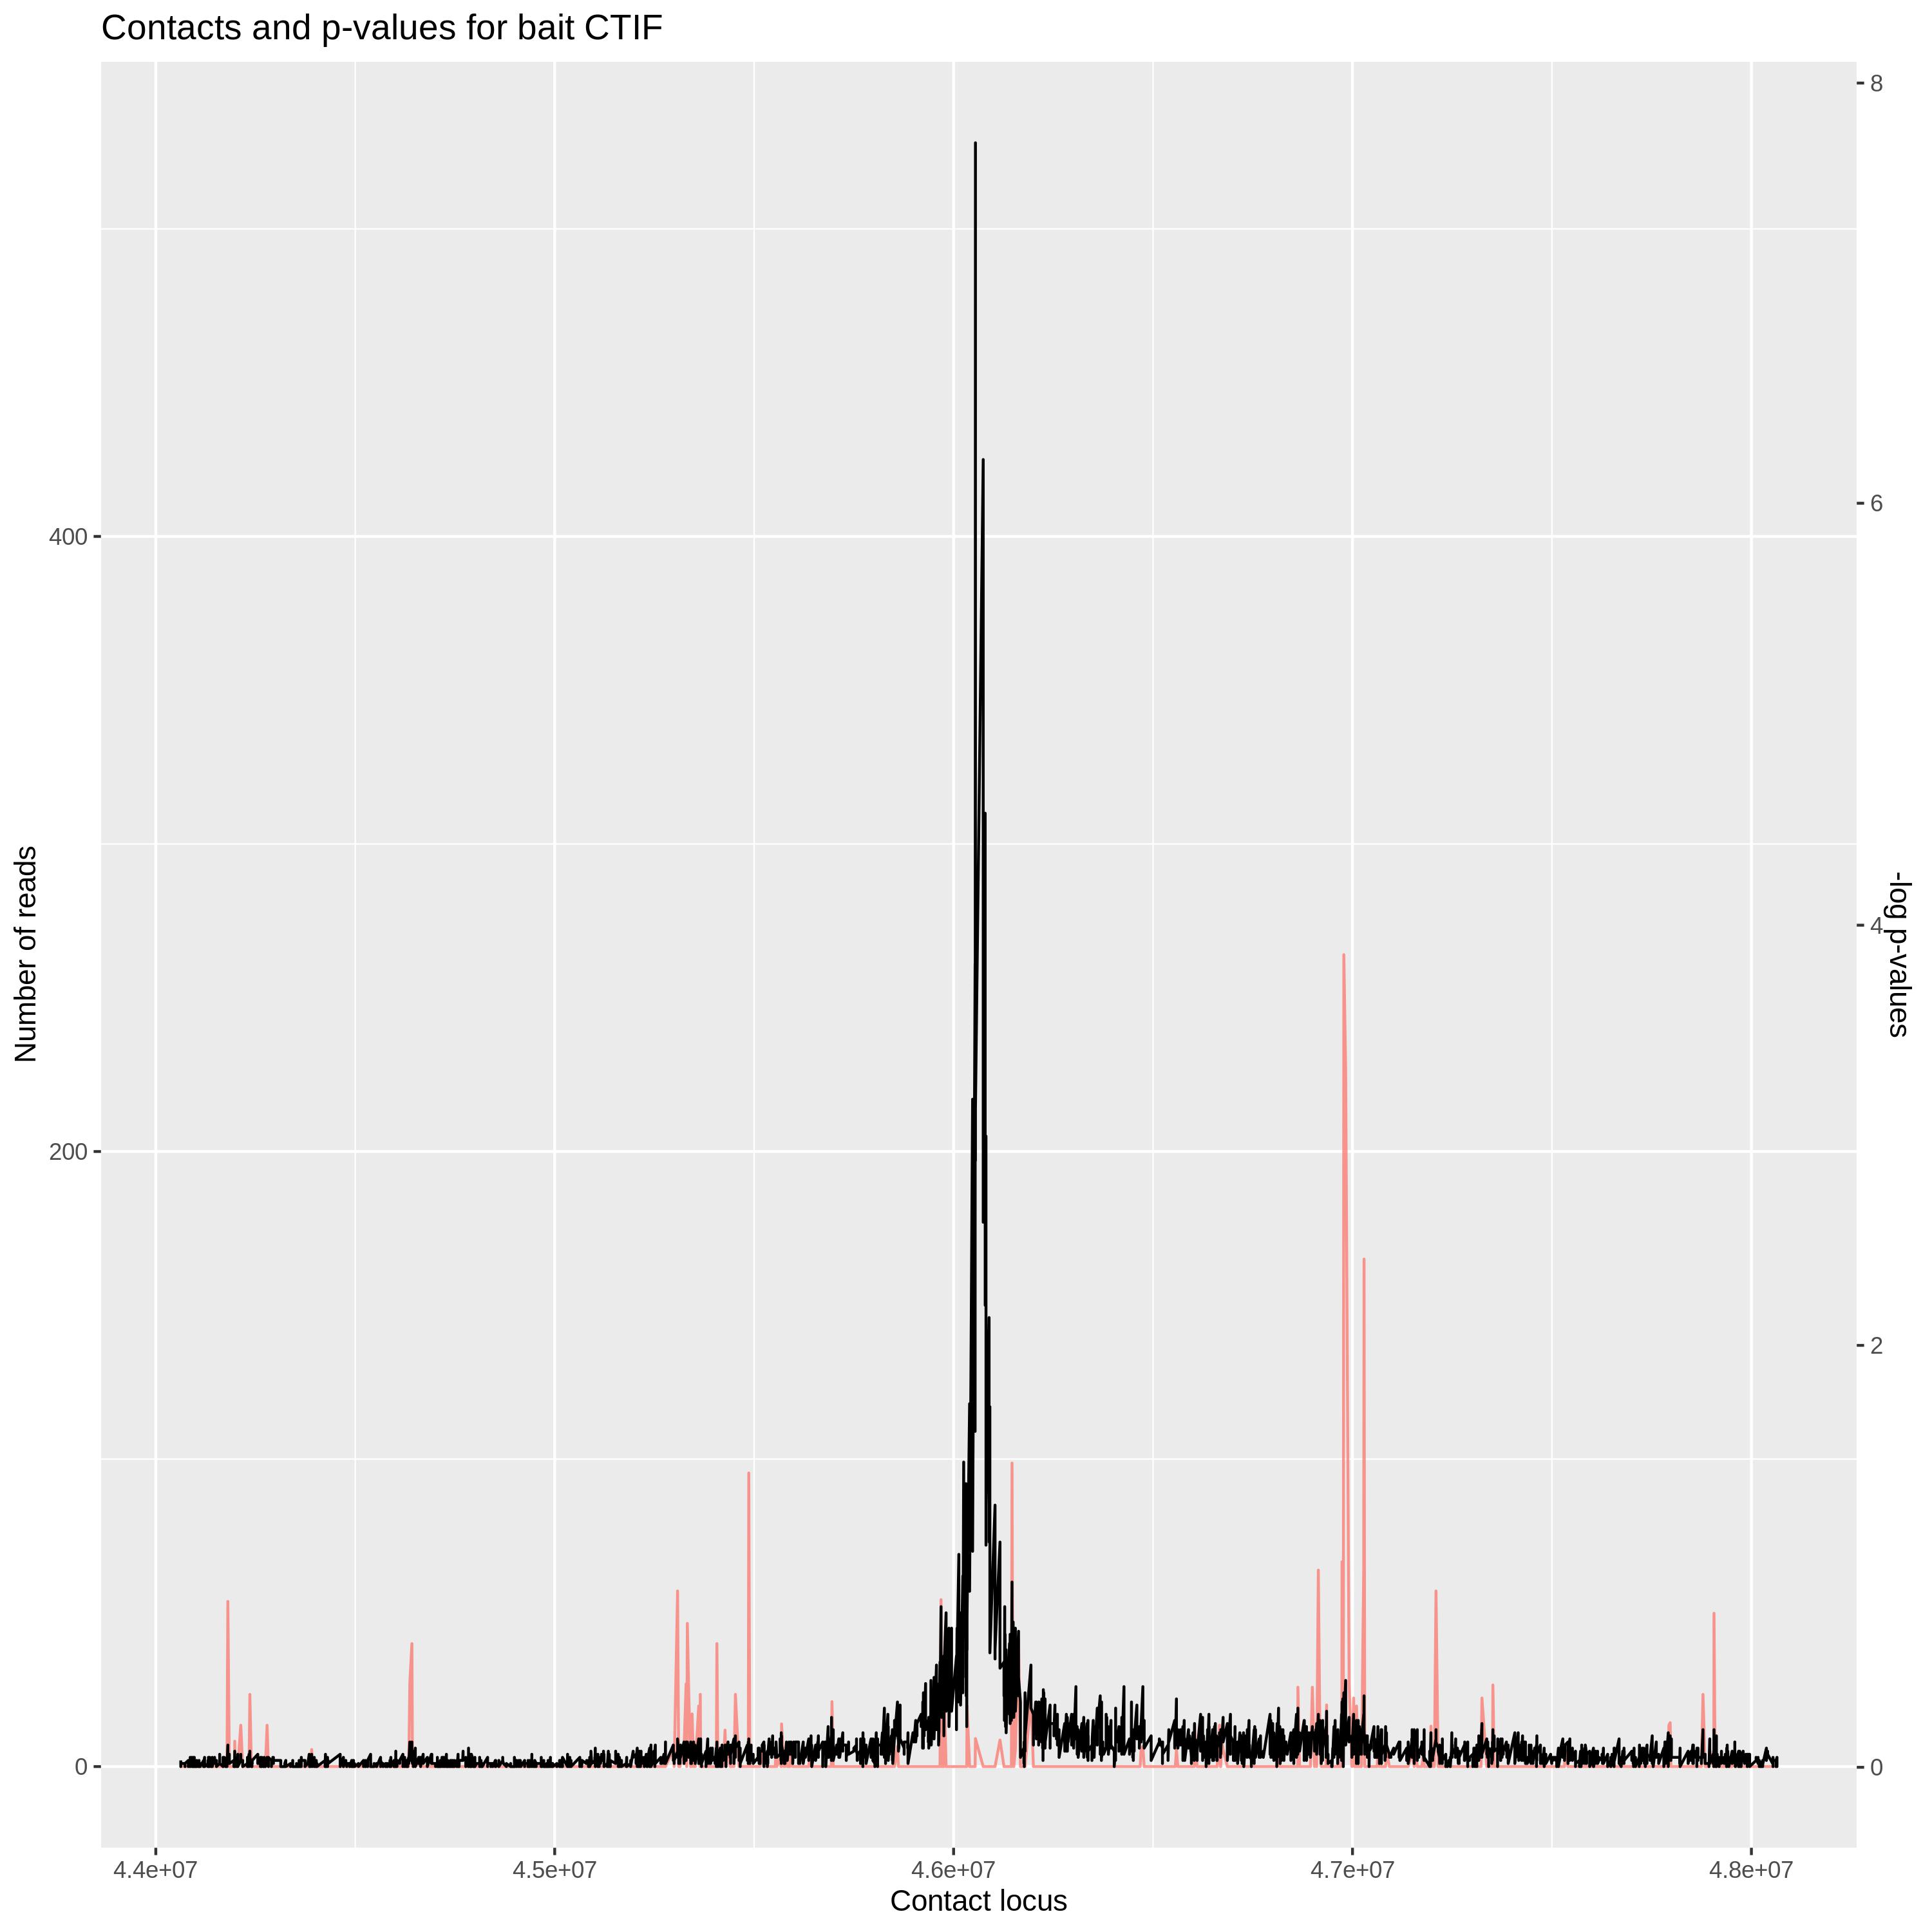 Contacts and p-values for bait CTIF
8
6
400
4
200
2
0
0
Number of reads
-log p-values
4.4e+07 4.5e+07 4.6e+07 4.7e+07 4.8e+07
Contact locus